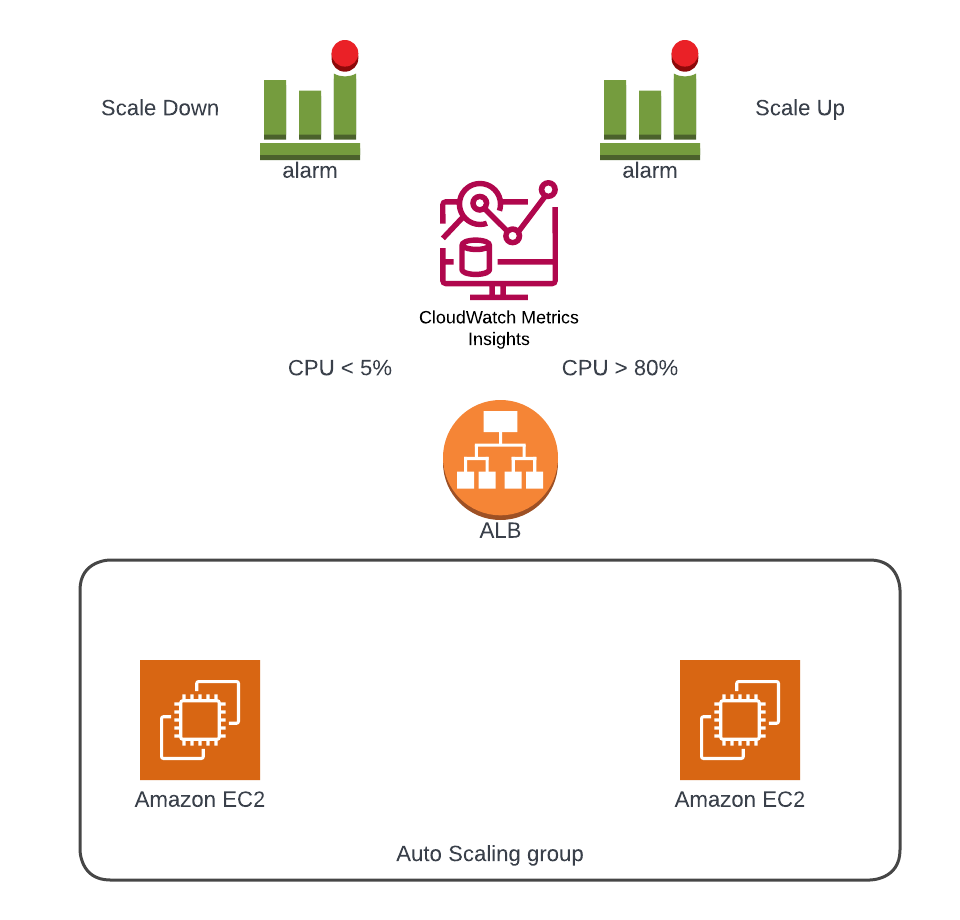 Scale Down
Scale Up
alarm
alarm
CloudWatch Metrics
Insights
CPU < 5%
CPU > 80%
ALB
Amazon EC2
Amazon EC2
Auto Scaling group